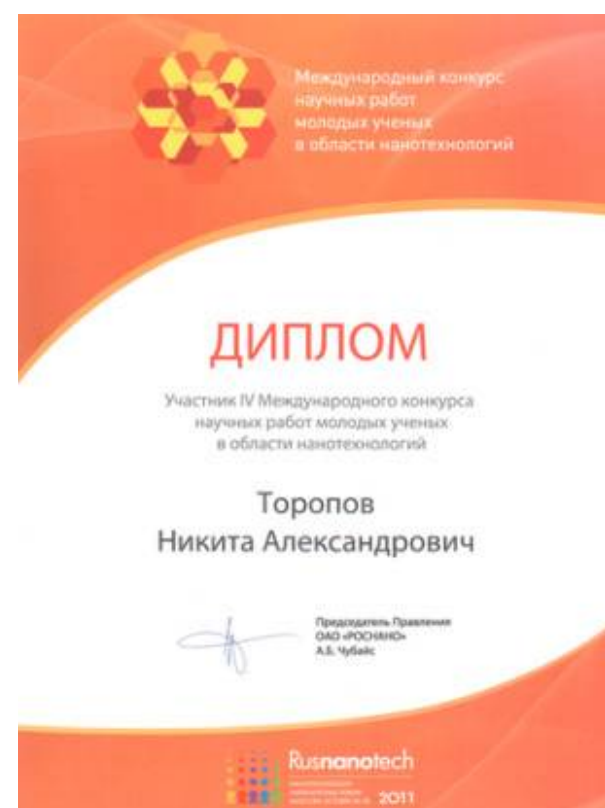 Международный конкурс
научных работ
молодых ученых
в области нанотехнологий
ДИПЛОМ
Участник IV Международного конкурса
научных работ молодых ученых
в области нанотехнологий
Торопов
Никита Александрович
Председатель Правления
ОАО «РОСНАНО»
А.Б. Чубайс
Rusnanotech
2011